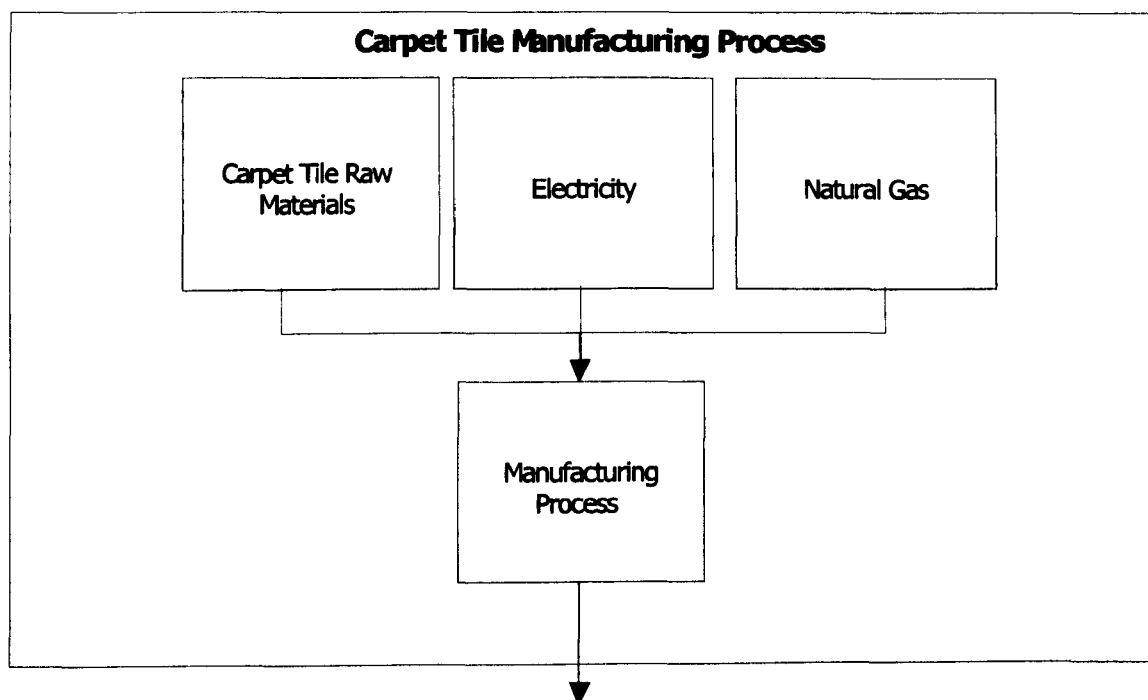 Carpet Tile Manufacturing Process
Carpet Tile Raw
Materials
Electricity
Natural Gas
Manufacturing
Process